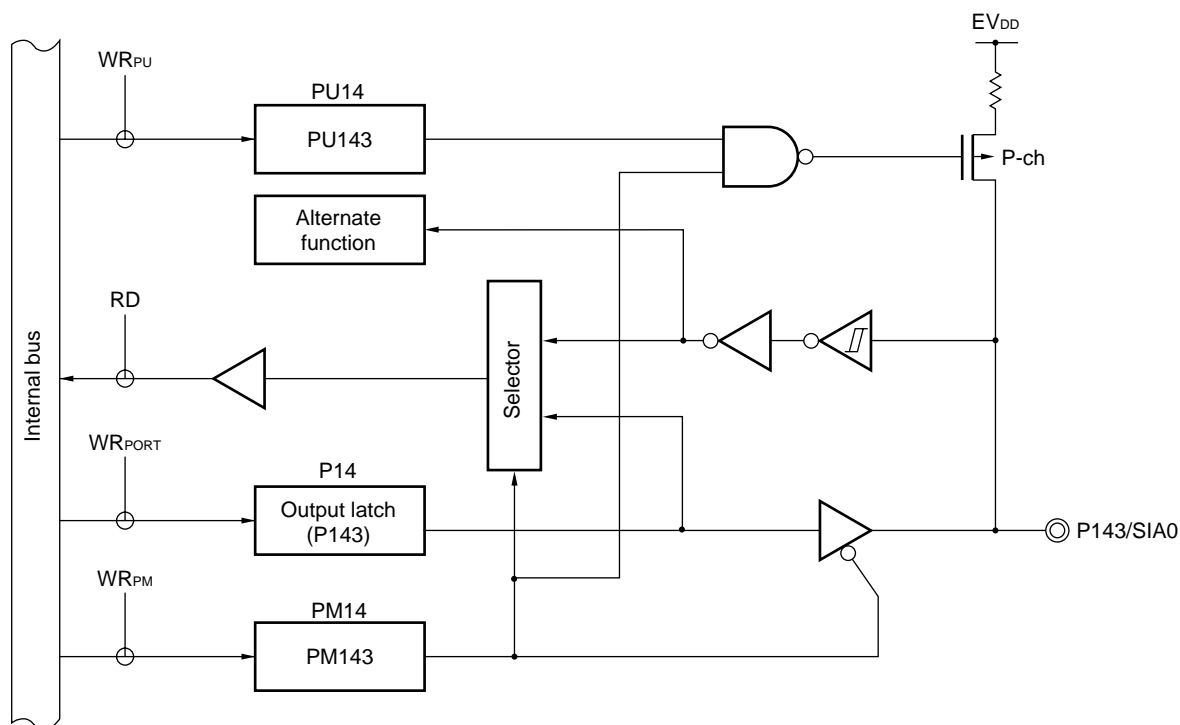 EVDD
WRPU
PU14
PU143
P-ch
Alternate
function
RD
Selector
Internal bus
WRPORT
P14
Output latch
(P143)
P143/SIA0
WRPM
PM14
PM143